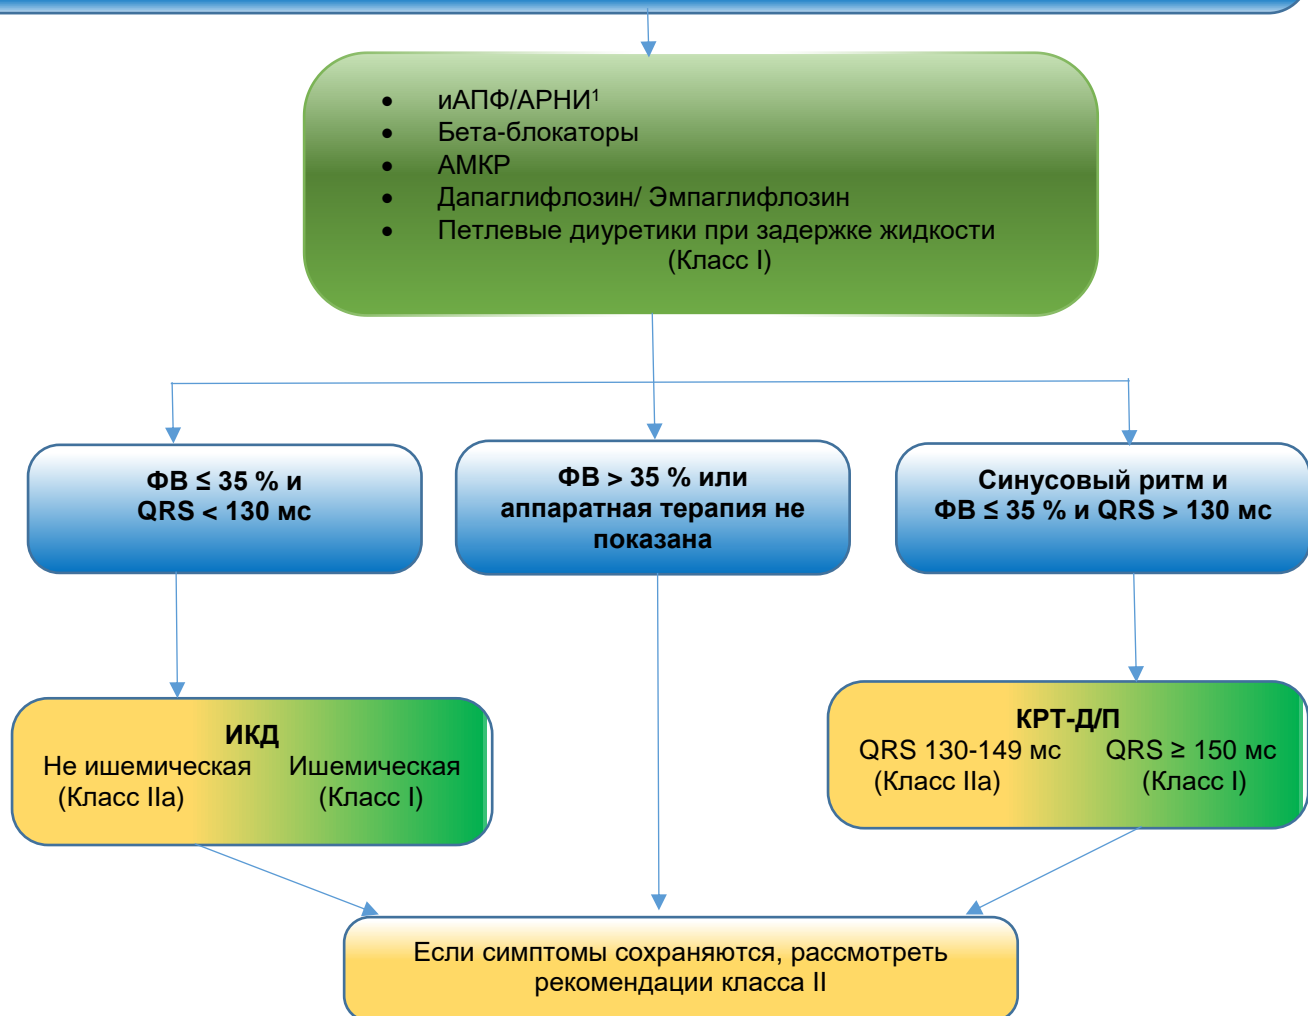 • иАПФ/АРНИ¹
• Бета-блокаторы
• АМКР
• Дапаглифлозин/ Эмпаглифлозин
• Петлевые диуретики при задержке жидкости
(Класс I)
ФВ ≤ 35 % и
QRS < 130 мс
ФВ > 35 % или
аппаратная терапия не
показана
Синусовый ритм и
ФВ ≤ 35 % и QRS > 130 мс
ИКД
Не ишемическая Ишемическая
(Класс IIa) (Класс I)
КРТ-Д/П
QRS 130-149 мс QRS ≥ 150 мс
(Класс IIa) (Класс I)
Если симптомы сохраняются, рассмотреть
рекомендации класса II